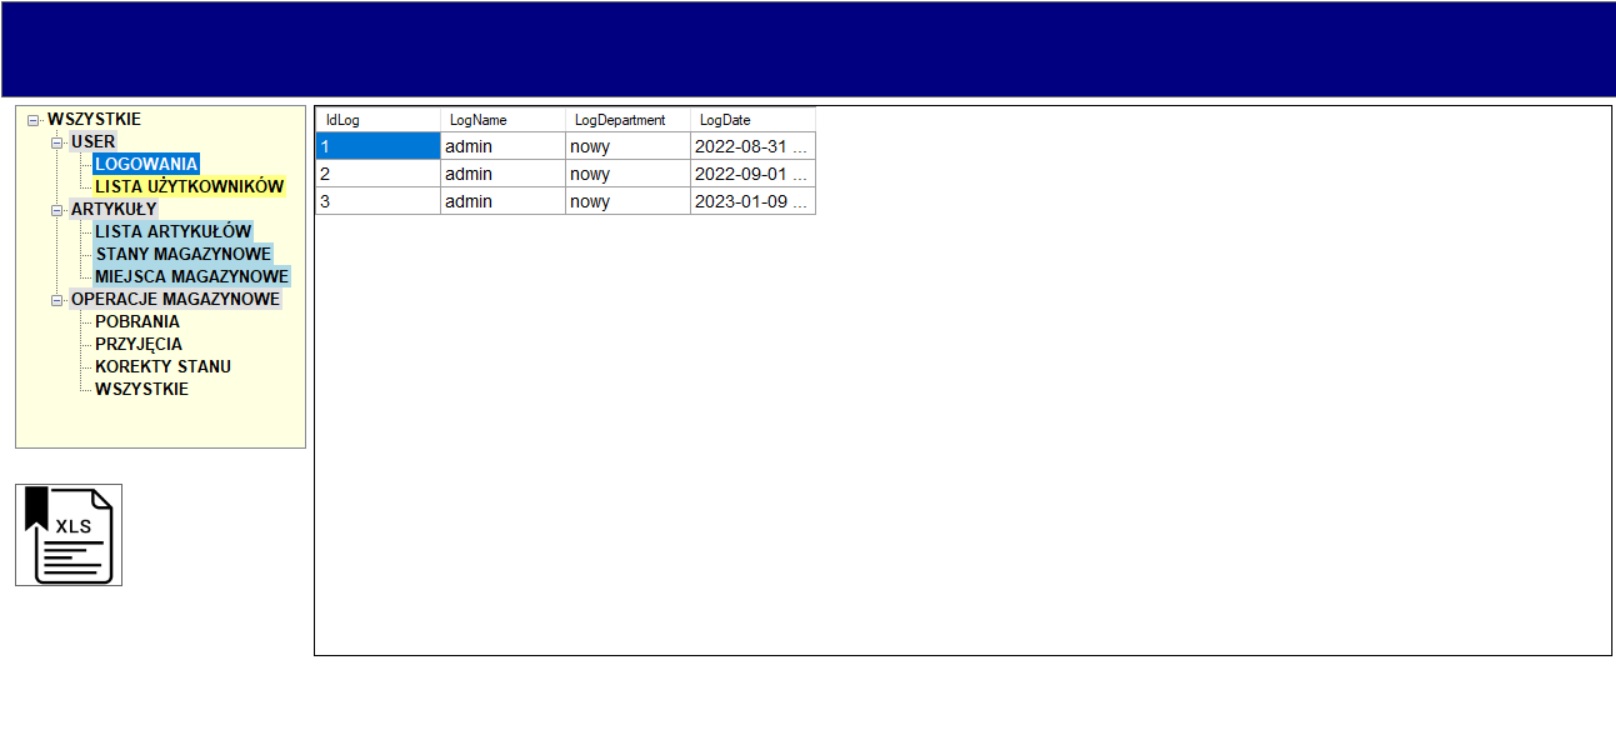 WSZYSTKIE
USER
LOGOWANIA
LISTA UŻYTKOWNIKÓW
ARTYKUŁY
LISTA ARTYKUŁÓW
STANY MAGAZYNOWE
MIEJSCA MAGAZYNOWE
OPERACJE MAGAZYNOWE
POBRANIA
PRZYJĘCIA
KOREKTY STANU
WSZYSTKIE
XLS
IdLog LogName LogDepartment LogDate
1 admin nowy 2022-08-31 ...
2 admin nowy 2022-09-01 ...
3 admin nowy 2023-01-09 ...